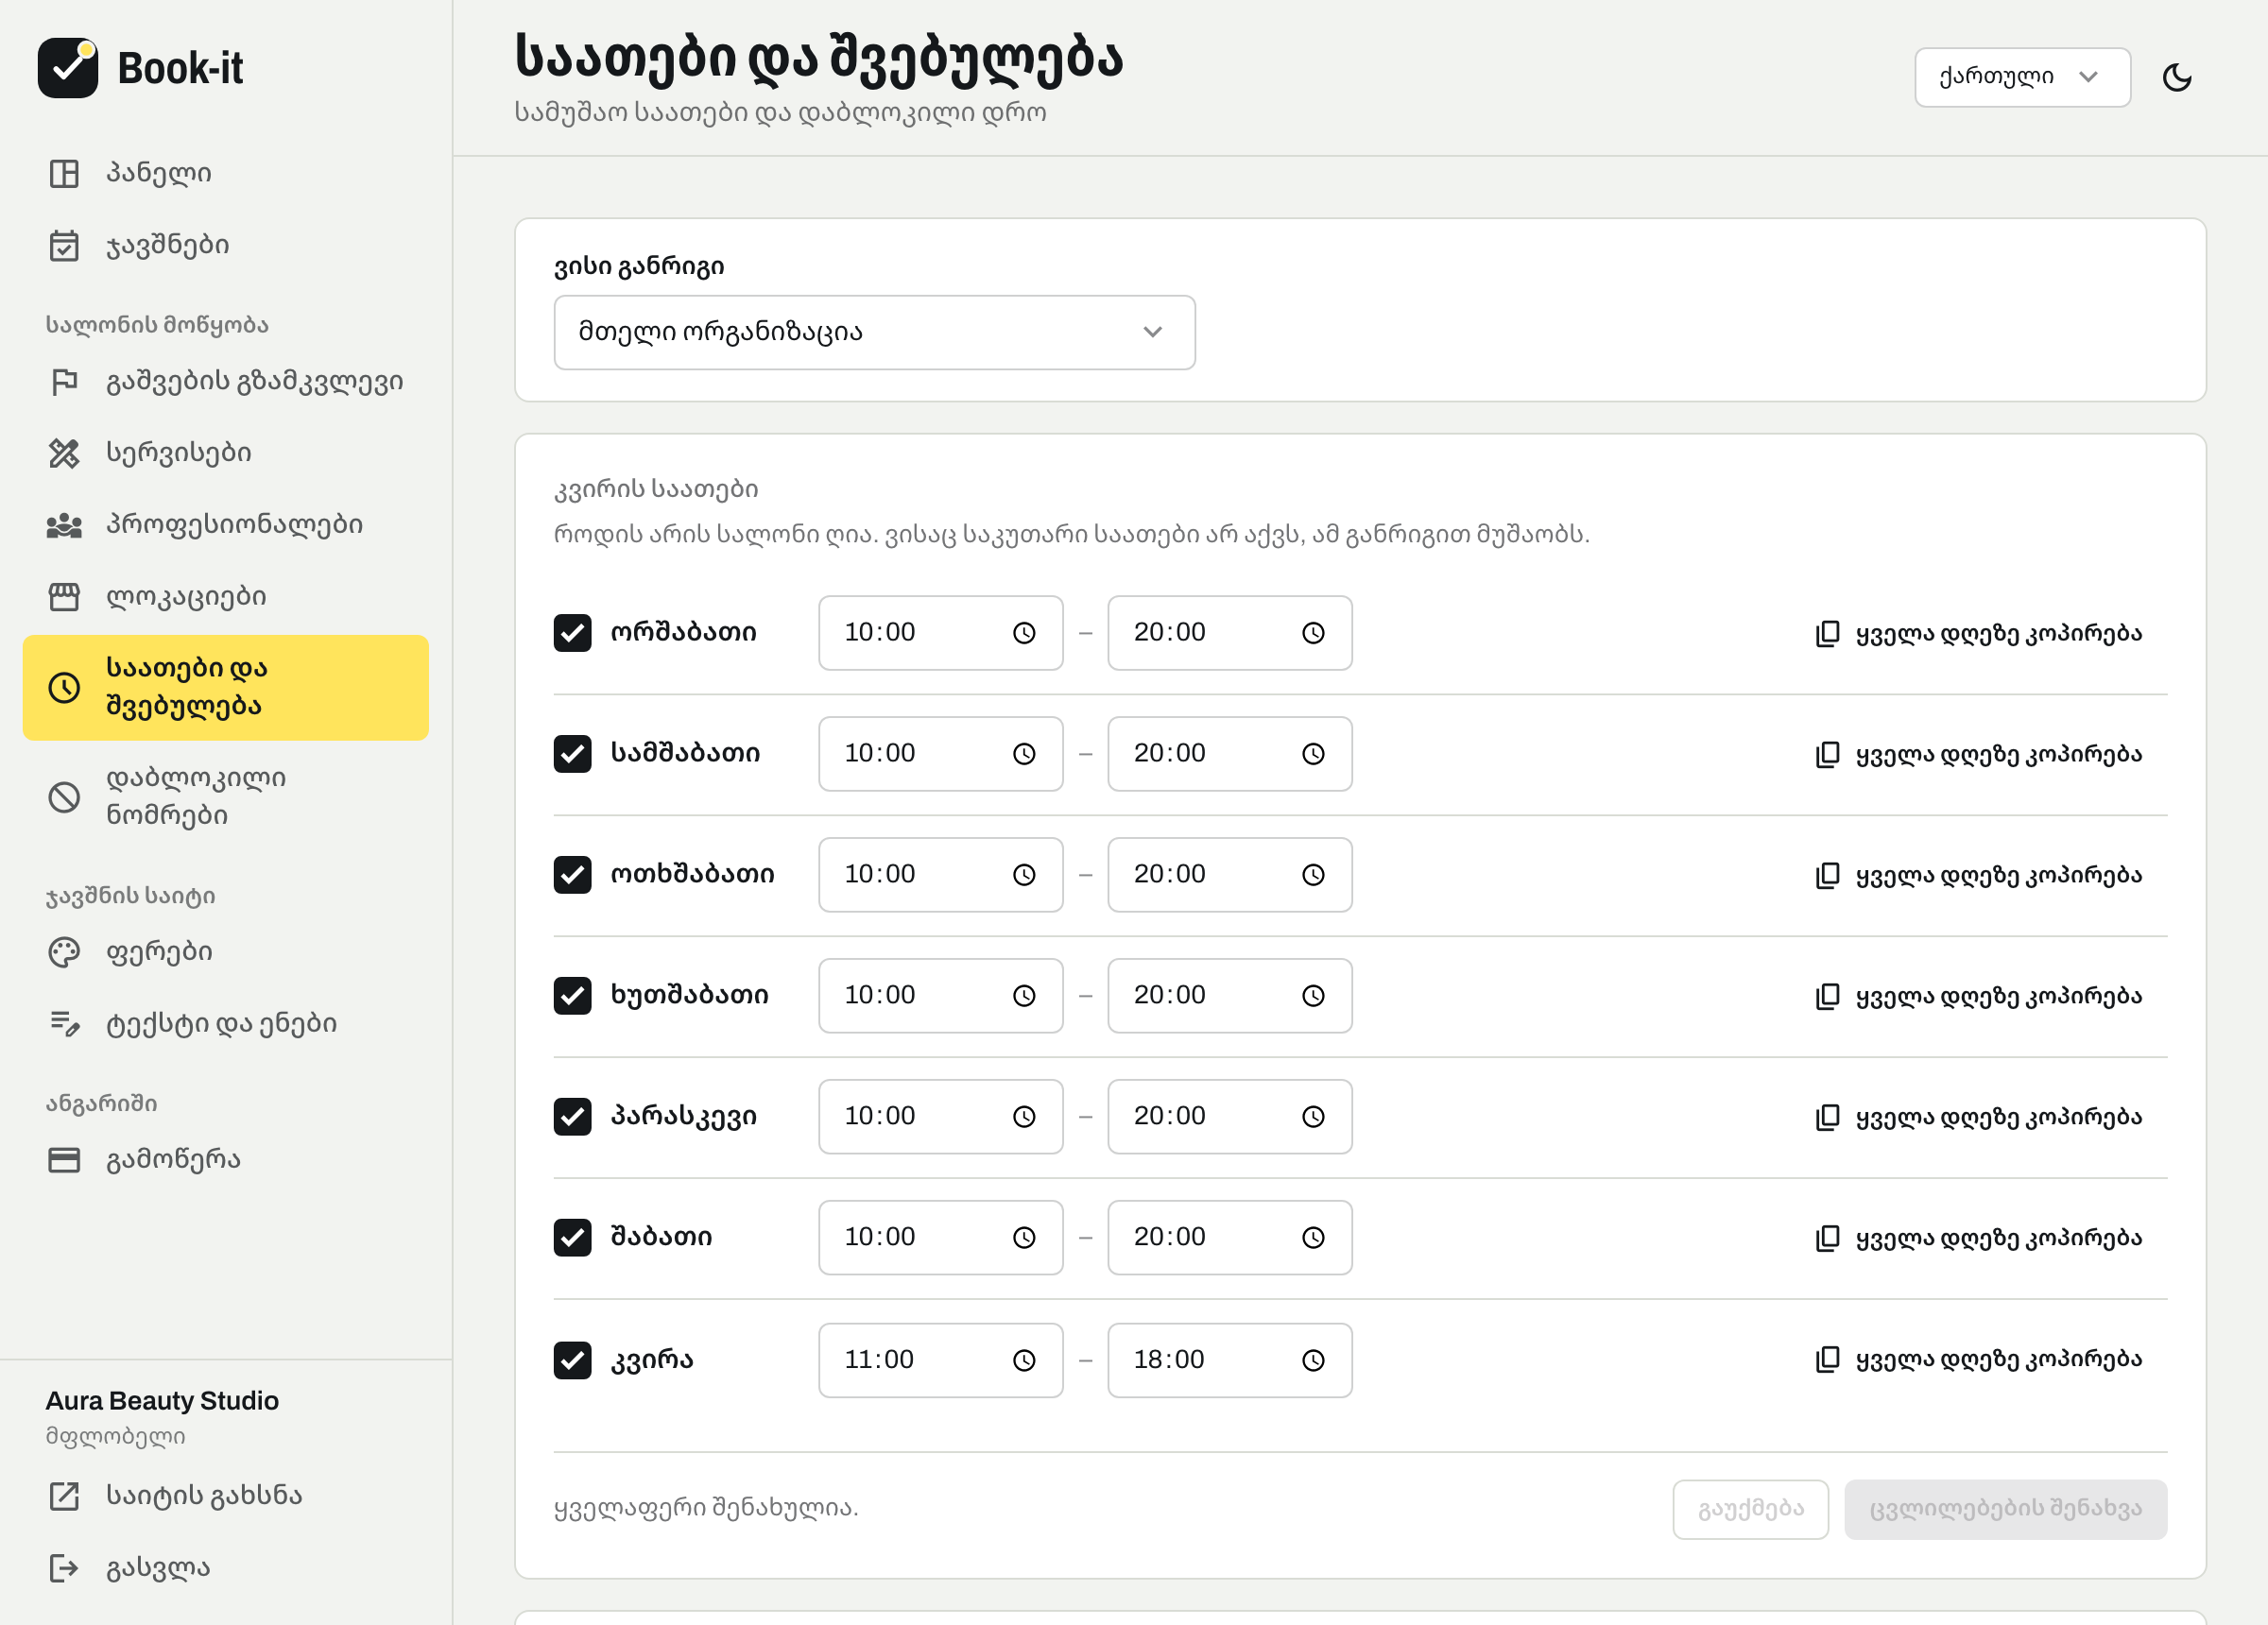 Book-it
პანელი
ჯავშნები
სალონის მოწყობა
გაშვების გზამკვლევი
სერვისები
პროფესიონალები
ლოკაციები
საათები და
შვებულება
დაბლოკილი
ნომრები
ჯავშნის საიტი
ფერები
ტექსტი და ენები
ანგარიში
გამოწერა
Aura Beauty Studio
მფლობელი
საიტის გახსნა
გასვლა
საათები და შვებულება
სამუშაო საათები და დაბლოკილი დრო
ქართული
ვისი განრიგი
მთელი ორგანიზაცია
კვირის საათები
როდის არის სალონი ღია. ვისაც საკუთარი საათები არ აქვს, ამ განრიგით მუშაობს.
ორშაბათი 10:00 – 20:00 ყველა დღეზე კოპირება
სამშაბათი 10:00 – 20:00 ყველა დღეზე კოპირება
ოთხშაბათი 10:00 – 20:00 ყველა დღეზე კოპირება
ხუთშაბათი 10:00 – 20:00 ყველა დღეზე კოპირება
პარასკევი 10:00 – 20:00 ყველა დღეზე კოპირება
შაბათი 10:00 – 20:00 ყველა დღეზე კოპირება
კვირა 11:00 – 18:00 ყველა დღეზე კოპირება
ყველაფერი შენახულია. გაუქმება ცვლილებების შენახვა